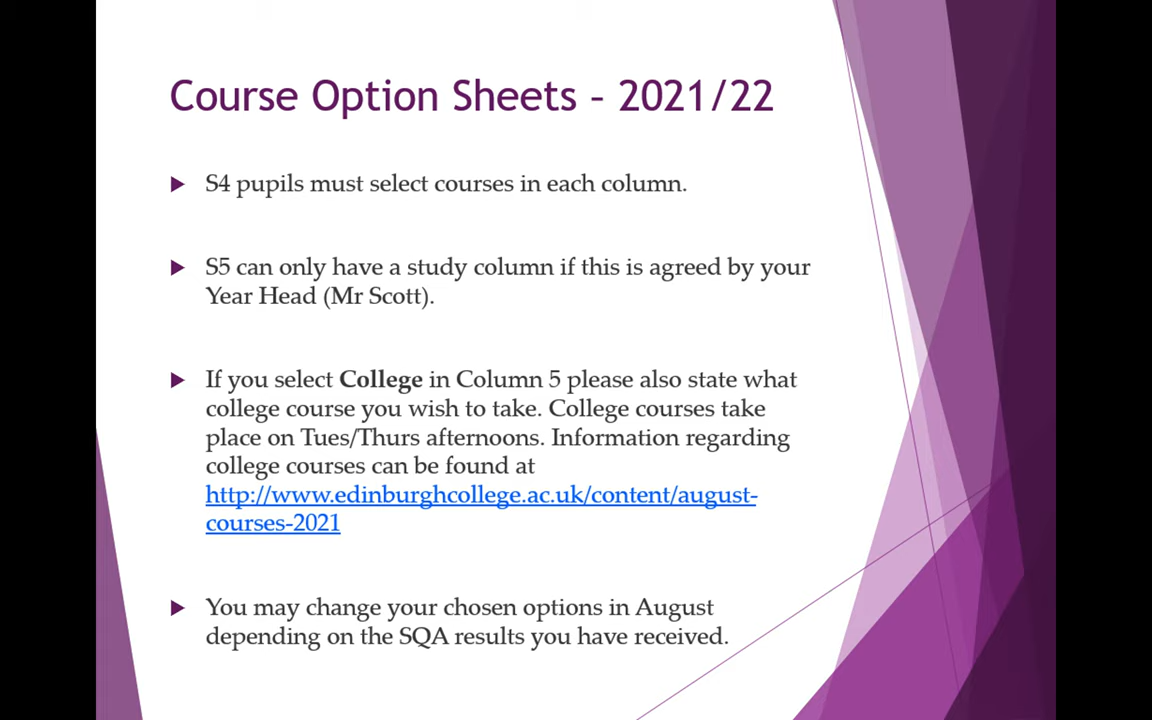 Course Option Sheets – 2021/22
S4 pupils must select courses in each column.
S5 can only have a study column if this is agreed by your
Year Head (Mr Scott).
If you select College in Column 5 please also state what
college course you wish to take. College courses take
place on Tues/Thurs afternoons. Information regarding
college courses can be found at
http://www.edinburghcollege.ac.uk/content/august-
courses-2021
You may change your chosen options in August
depending on the SQA results you have received.